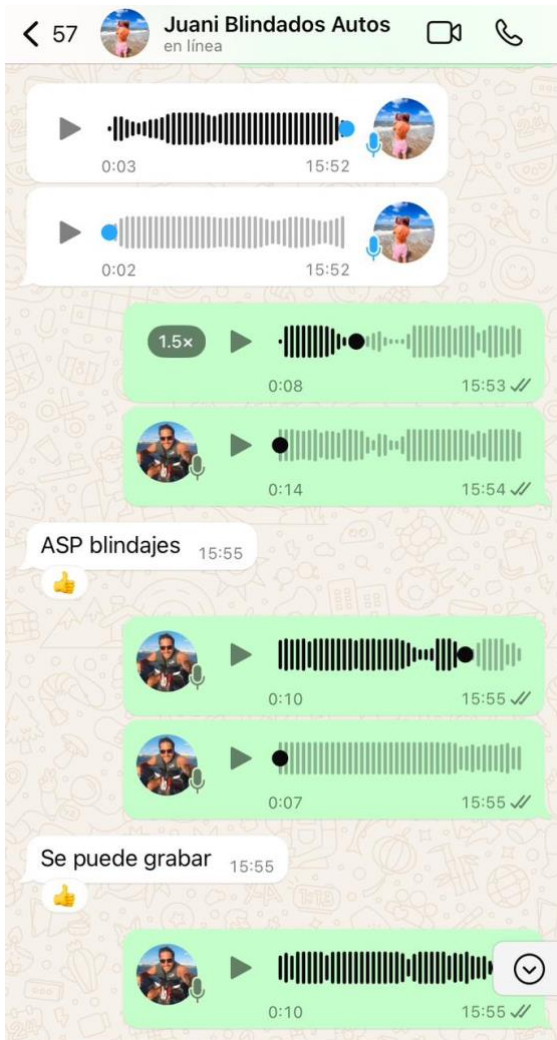 57 Juani Blindados Autos
en línea
0:03 15:52
0:02 15:52
1.5×
0:08 15:53
0:14 15:54
ASP blindajes 15:55
0:10 15:55
0:07 15:55
Se puede grabar 15:55
0:10 15:55